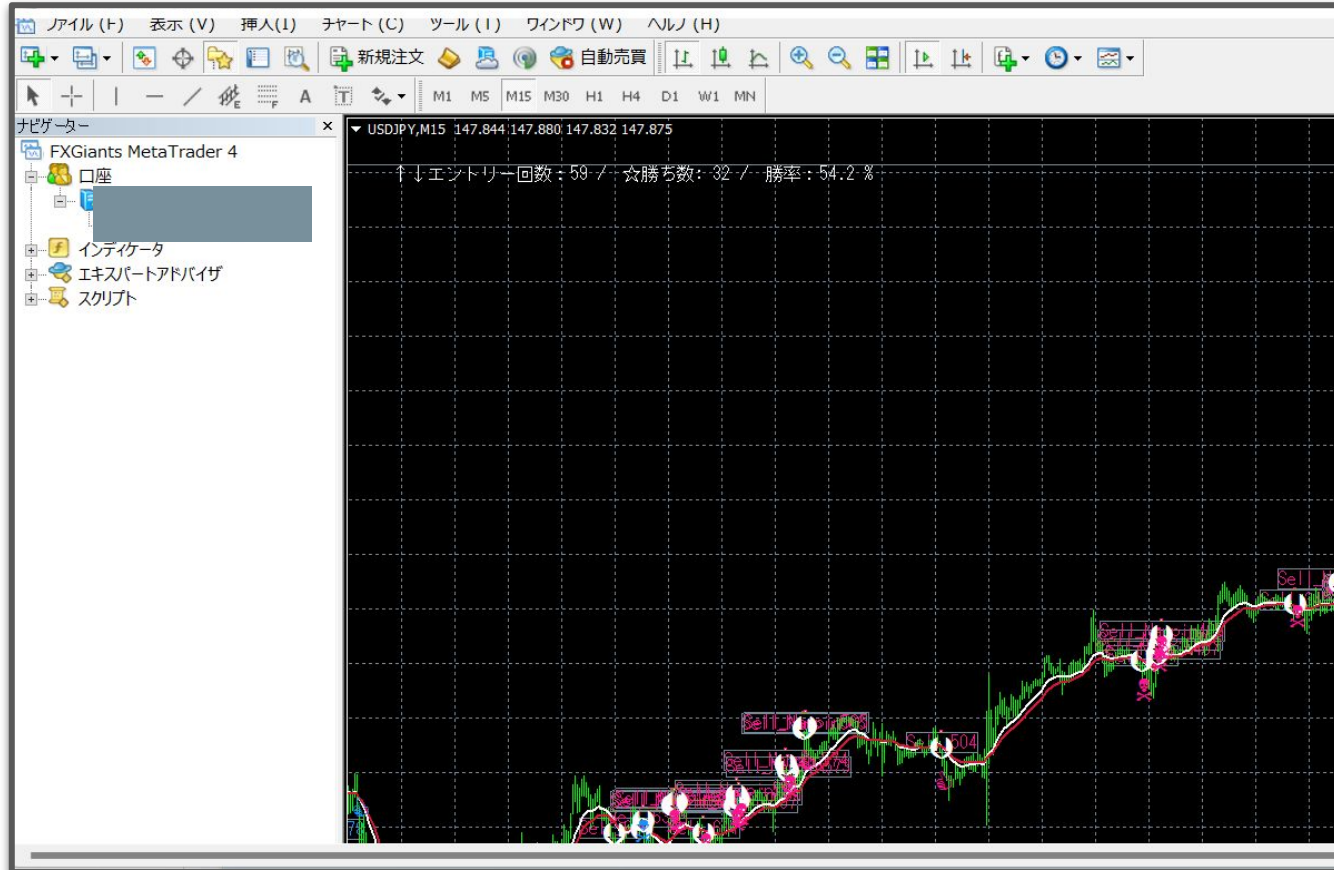 ファイル (F) 表示 (V) 挿入(I) チャート (C) ツール (T) ウィンドウ (W) ヘルプ (H)
新規注文 自動売買
E F A T M1 M5 M15 M30 H1 H4 D1 W1 MN
ナビゲーター ×
FXGiants MetaTrader 4
口座
インディケータ
エキスパートアドバイザ
スクリプト
USDJPY,M15 147.844 147.880 147.832 147.875
↑↓エントリー回数:59 / ☆勝ち数: 32 / 勝率:54.2 %